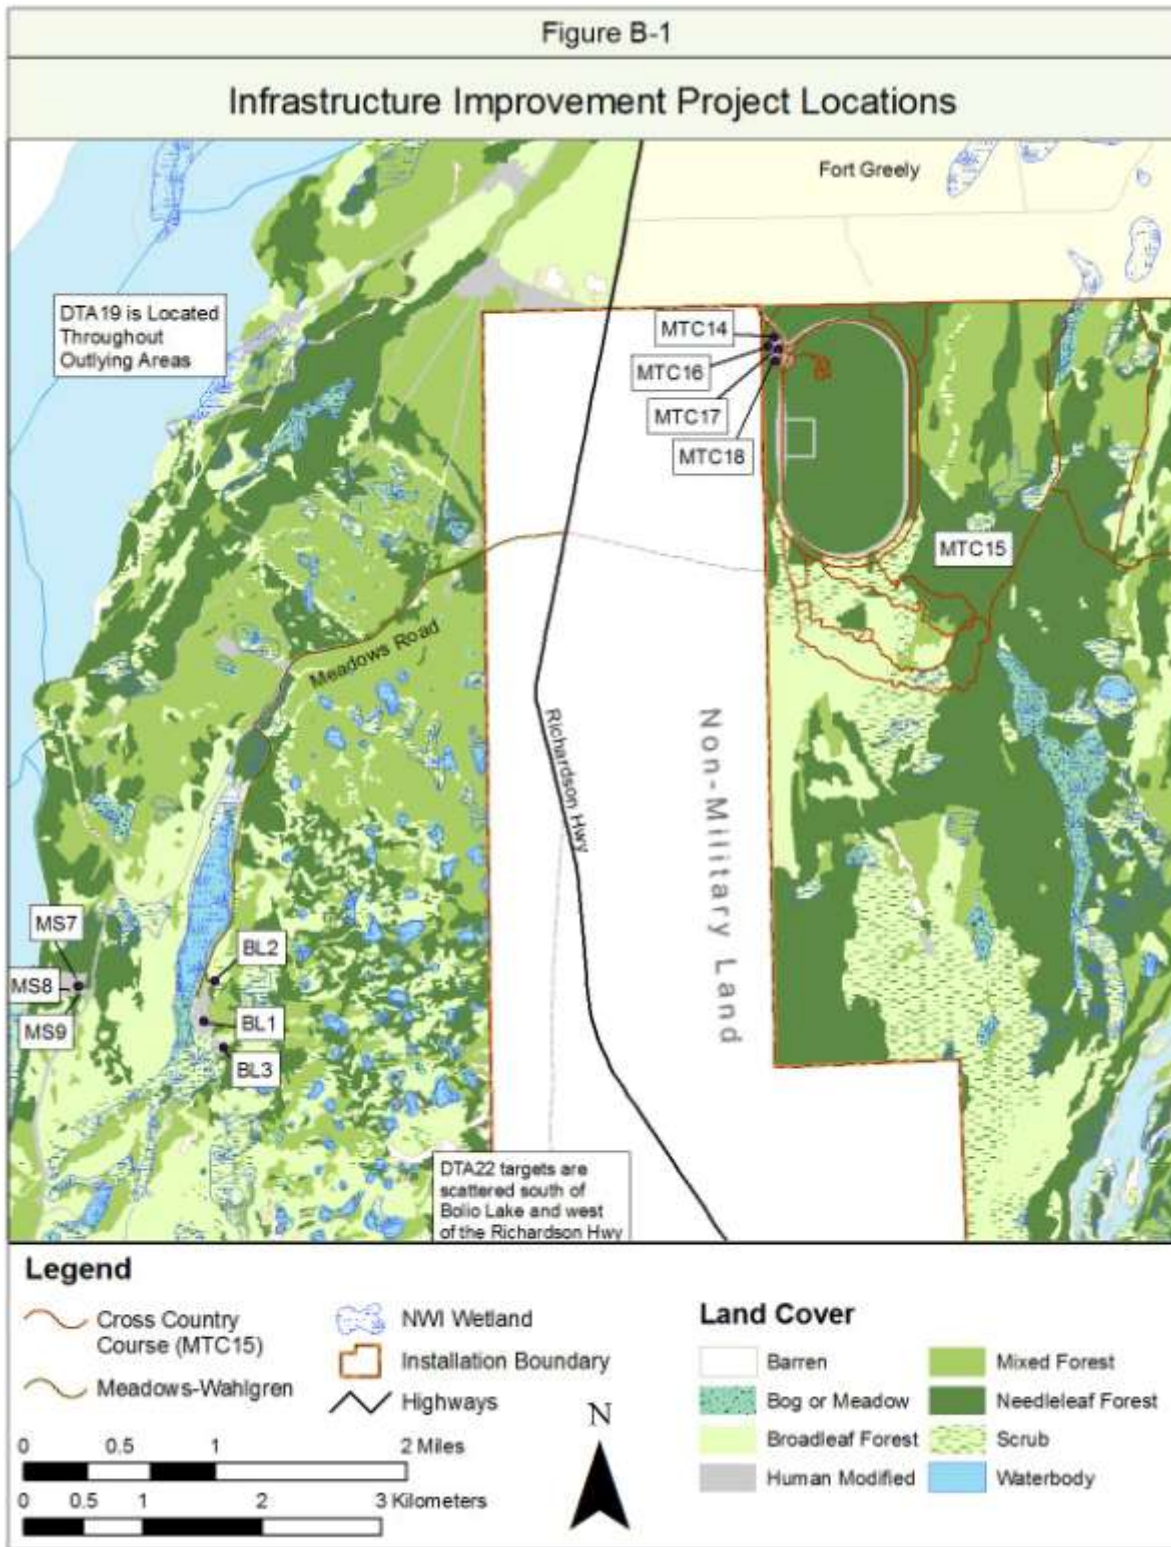 Figure B-1
Infrastructure Improvement Project Locations
Fort Greely
DTA19 is Located
Throughout
Outlying Areas
MTC14
MTC16
MTC17
MTC18
MTC15
Meadows Road
Richardson Hwy
Non-Military Land
MS7
MS8
MS9
BL2
BL1
BL3
DTA22 targets are
scattered south of
Bolio Lake and west
of the Richardson Hwy
Legend
Cross Country
Course (MTC15)
Meadows-Wahlgren
NWI Wetland
Installation Boundary
Highways
0 0.5 1 2 Miles
0 0.5 1 2 3 Kilometers
N
Land Cover
Barren
Bog or Meadow
Broadleaf Forest
Human Modified
Mixed Forest
Needleleaf Forest
Scrub
Waterbody